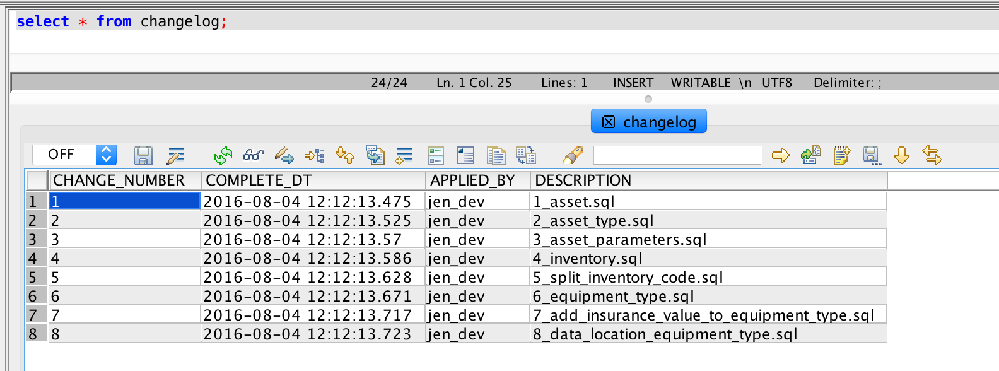 select * from changelog;
24/24 Ln. 1 Col. 25 Lines: 1 INSERT WRITABLE \n UTF8 Delimiter: ;
changelog
OFF
CHANGE_NUMBER COMPLETE_DT APPLIED_BY DESCRIPTION
1 1 2016-08-04 12:12:13.475 jen_dev 1_asset.sql
2 2 2016-08-04 12:12:13.525 jen_dev 2_asset_type.sql
3 3 2016-08-04 12:12:13.57 jen_dev 3_asset_parameters.sql
4 4 2016-08-04 12:12:13.586 jen_dev 4_inventory.sql
5 5 2016-08-04 12:12:13.628 jen_dev 5_split_inventory_code.sql
6 6 2016-08-04 12:12:13.671 jen_dev 6_equipment_type.sql
7 7 2016-08-04 12:12:13.717 jen_dev 7_add_insurance_value_to_equipment_type.sql
8 8 2016-08-04 12:12:13.723 jen_dev 8_data_location_equipment_type.sql